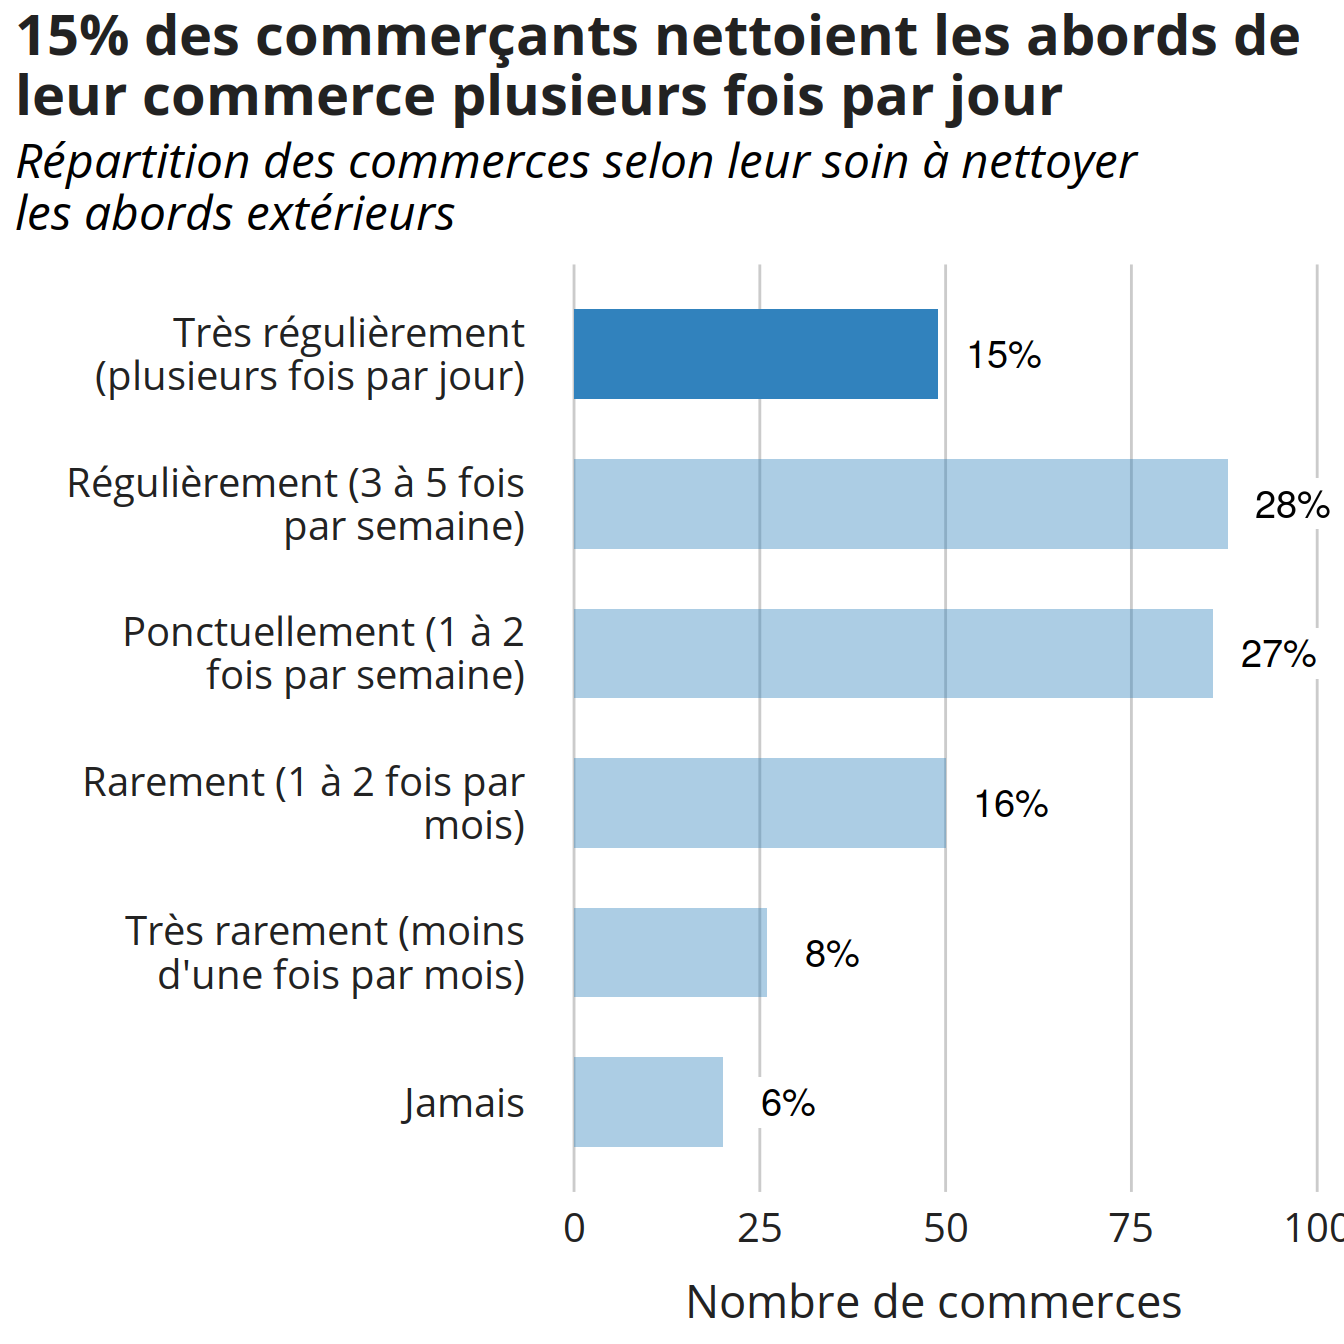 15% des commerçants nettoient les abords de
leur commerce plusieurs fois par jour
Répartition des commerces selon leur soin à nettoyer
les abords extérieurs
Très régulièrement
(plusieurs fois par jour)
15%
Régulièrement (3 à 5 fois
par semaine)
28%
Ponctuellement (1 à 2
fois par semaine)
27%
Rarement (1 à 2 fois par
mois)
16%
Très rarement (moins
d'une fois par mois)
8%
Jamais
6%
0 25 50 75 100
Nombre de commerces